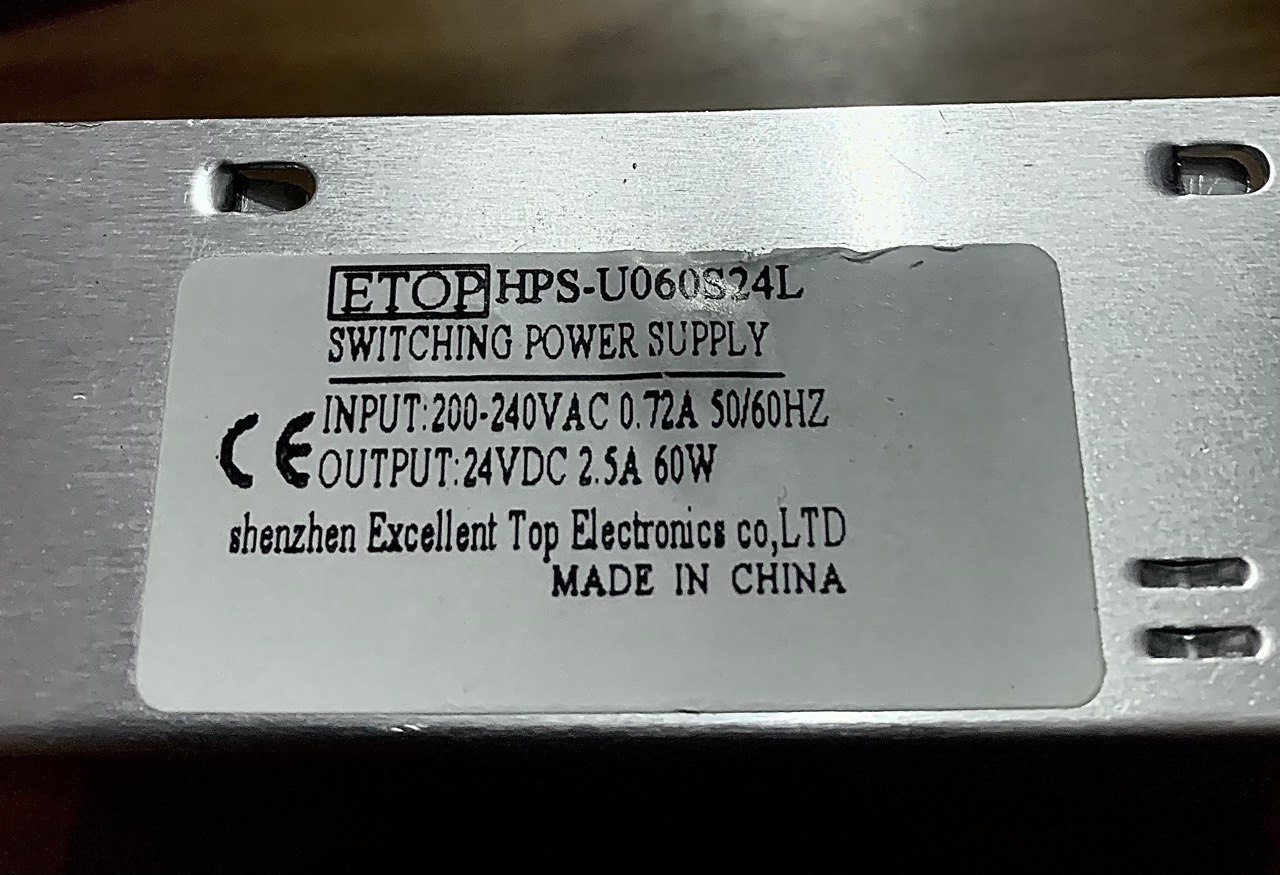 ETOP HPS-U060S24L
SWITCHING POWER SUPPLY
INPUT:200-240VAC 0.72A 50/60HZ
CE
OUTPUT:24VDC 2.5A 60W
shenzhen Excellent Top Electronics co,LTD
MADE IN CHINA